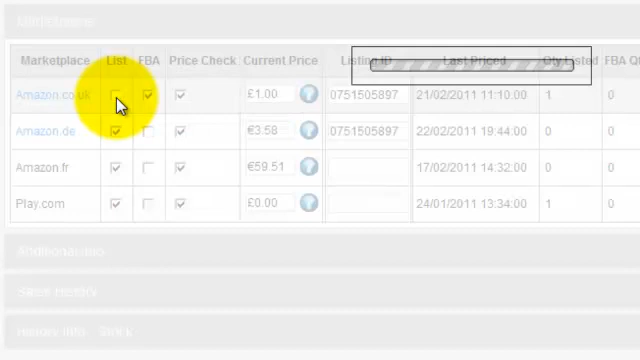 Marketplace List FBA Price Check Current Price Listing ID Last Priced Qty Listed FBA Qt
Amazon.co.uk £1.00 0751505897 21/02/2011 11:10:00 1 0
Amazon.de €3.58 0751505897 22/02/2011 19:44:00 0 0
Amazon.fr €59.51 17/02/2011 14:32:00 0 0
Play.com £0.00 24/01/2011 13:34:00 1 0
Additional Info
History Info - Stock